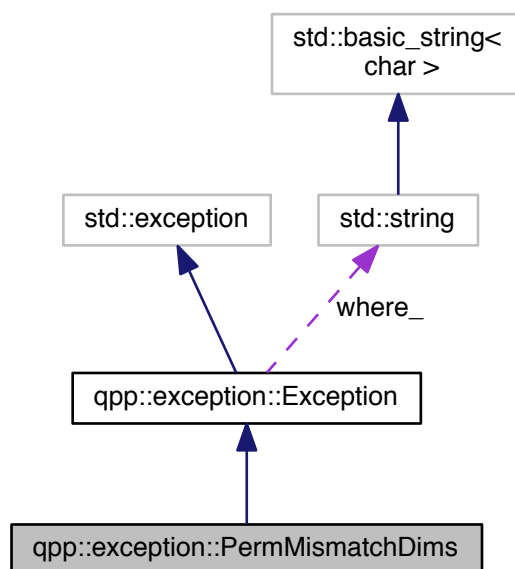 std::basic_string<
char >
std::exception
std::string
where_
qpp::exception::Exception
qpp::exception::PermMismatchDims